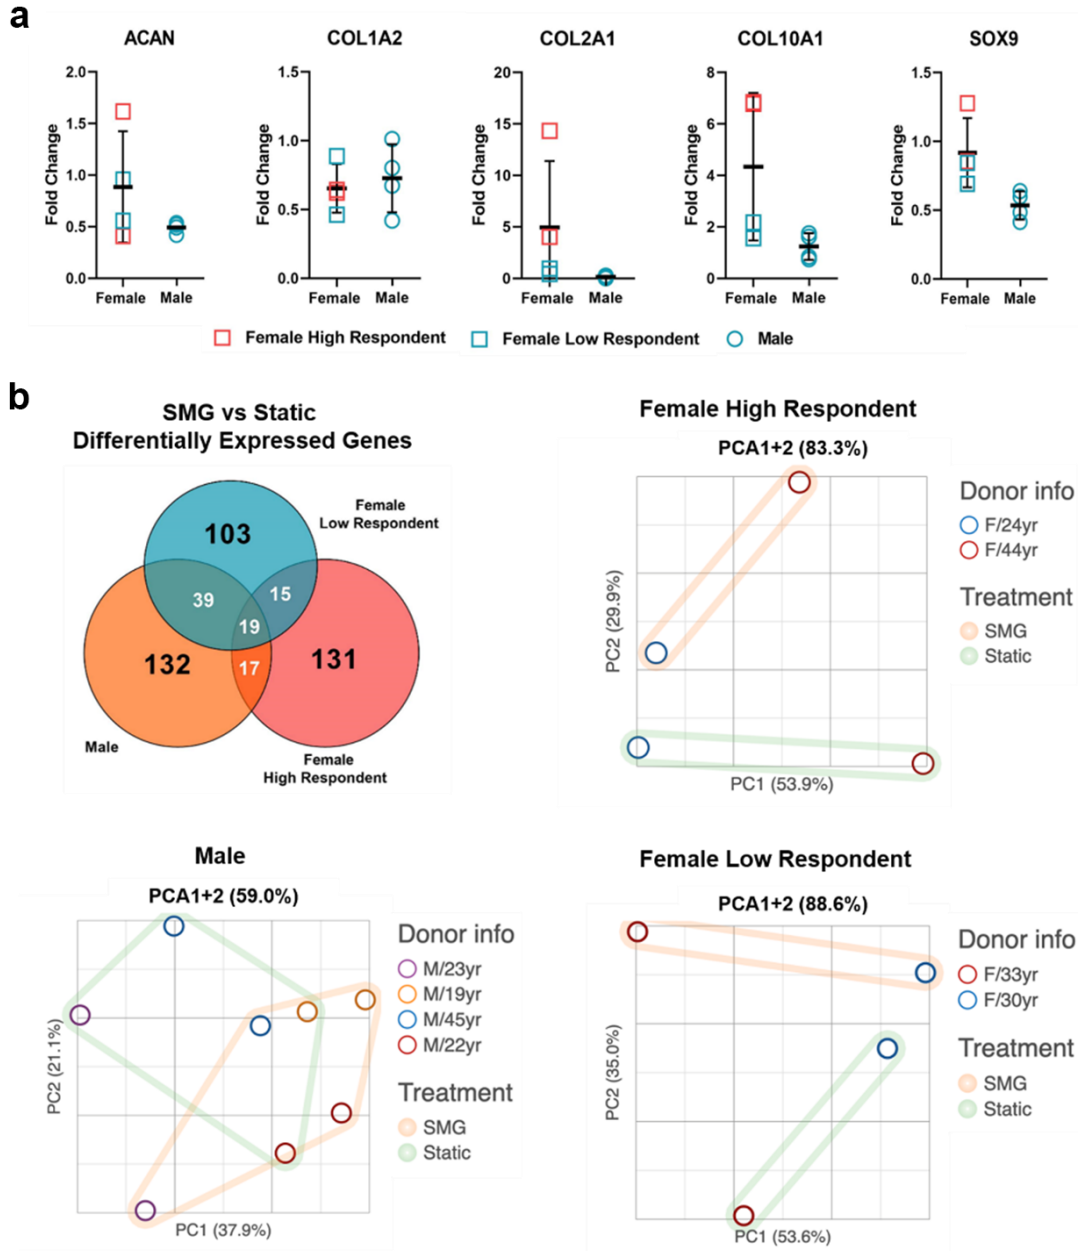 a
ACAN
COL1A2
COL2A1
COL10A1
SOX9
Fold Change
2.0
1.5
1.0
0.5
0.0
Female
Male
Fold Change
1.5
1.0
0.5
0.0
Female
Male
Fold Change
20
15
10
5
0
Female
Male
Fold Change
8
6
4
2
0
Female
Male
Fold Change
1.5
1.0
0.5
0.0
Female
Male
Female High Respondent
Female Low Respondent
Male
b
SMG vs Static
Differentially Expressed Genes
Female
Low Respondent
103
39
15
19
132
17
131
Male
Female
High Respondent
Female High Respondent
PCA1+2 (83.3%)
PC2 (29.9%)
PC1 (53.9%)
Donor info
F/24yr
F/44yr
Treatment
SMG
Static
Male
PCA1+2 (59.0%)
PC2 (21.1%)
PC1 (37.9%)
Donor info
M/23yr
M/19yr
M/45yr
M/22yr
Treatment
SMG
Static
Female Low Respondent
PCA1+2 (88.6%)
PC2 (35.0%)
PC1 (53.6%)
Donor info
F/33yr
F/30yr
Treatment
SMG
Static